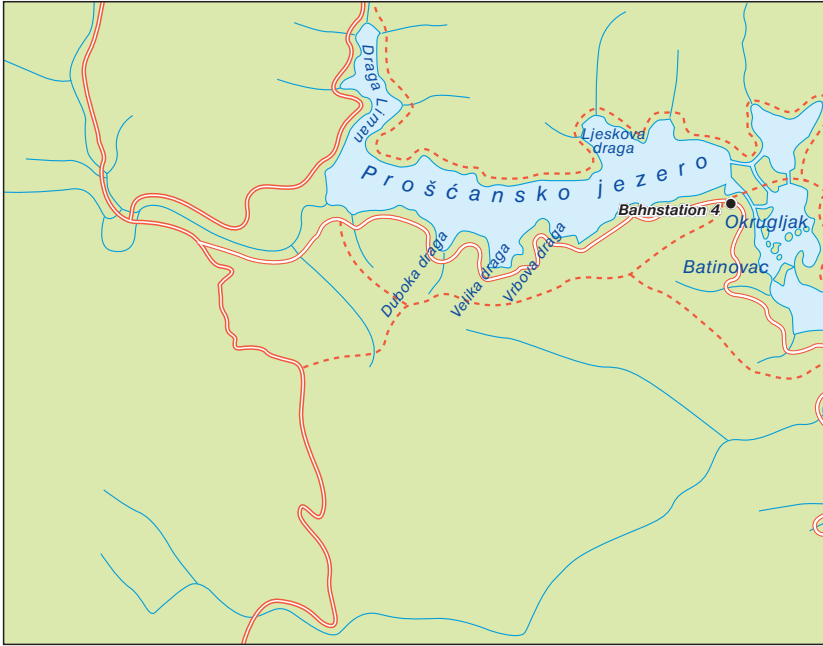 Draga Liman
Ljeskova
draga
Prošćansko jezero
Bahnstation 4
Okrugljak
Batinovac
Duboka draga
Velika draga
Vrbova draga